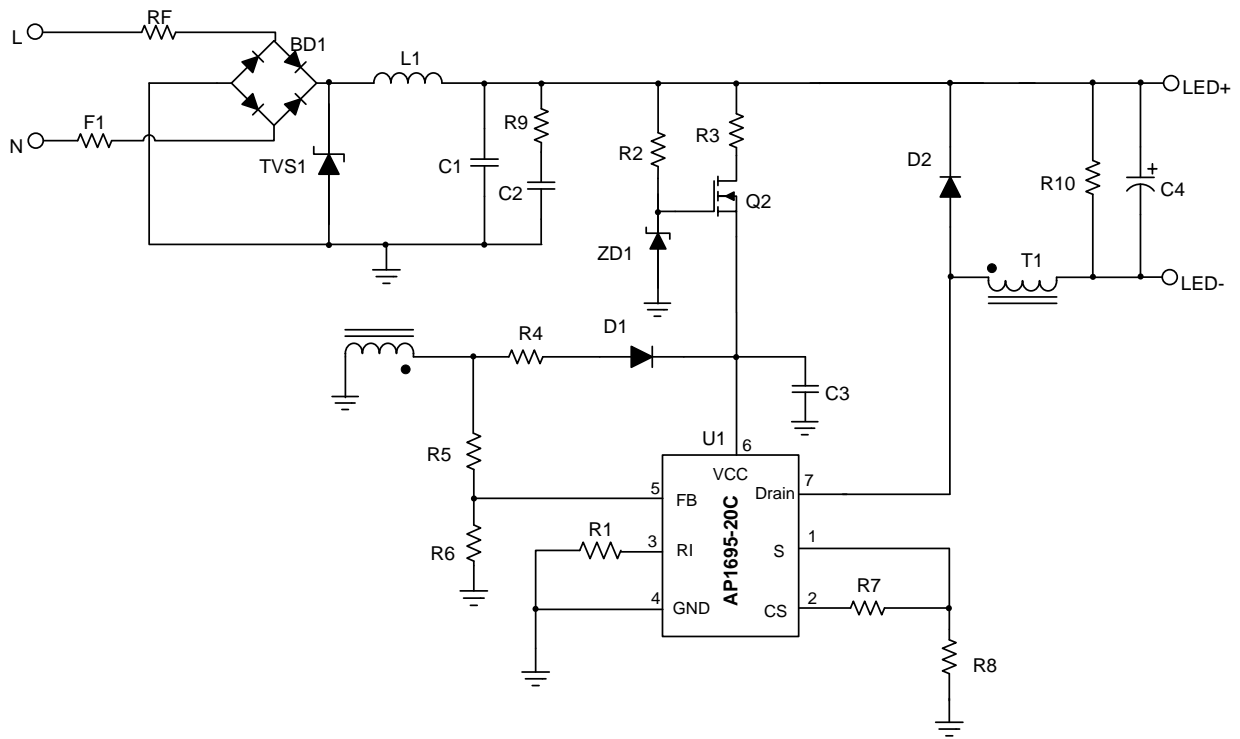 RF
L
BD1
L1
LED+
F1
N
R9
R3
R2
TVS1
C1
C2
D2
R10
+
C4
Q2
ZD1
T1
LED-
R4
D1
C3
U1
6
VCC
R5
5
FB
Drain
7
R1
3
RI
AP1695-20C
S
1
R6
4
GND
CS
2
R7
R8